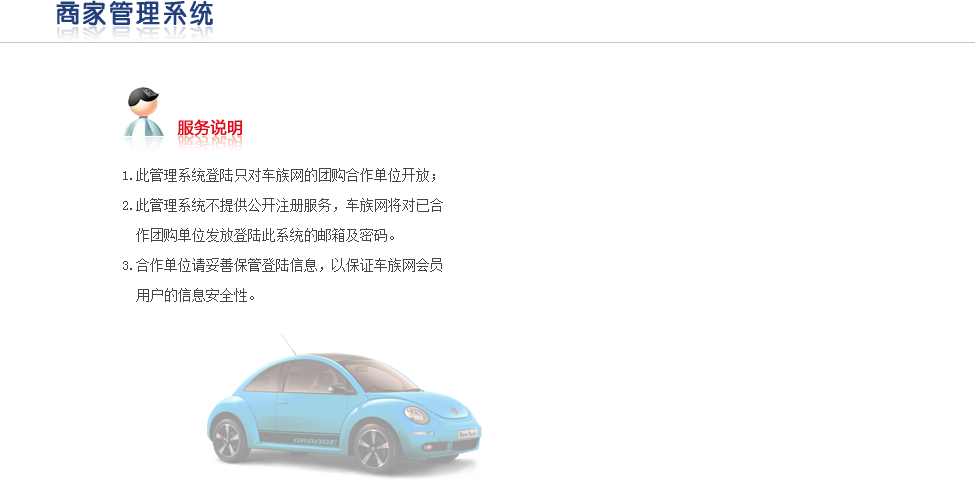 商家管理系统
服务说明
1.此管理系统登陆只对车族网的团购合作单位开放；
2.此管理系统不提供公开注册服务，车族网将对已合
作团购单位发放登陆此系统的邮箱及密码。
3.合作单位请妥善保管登陆信息，以保证车族网会员
用户的信息安全性。
ORANGE
New Beetle